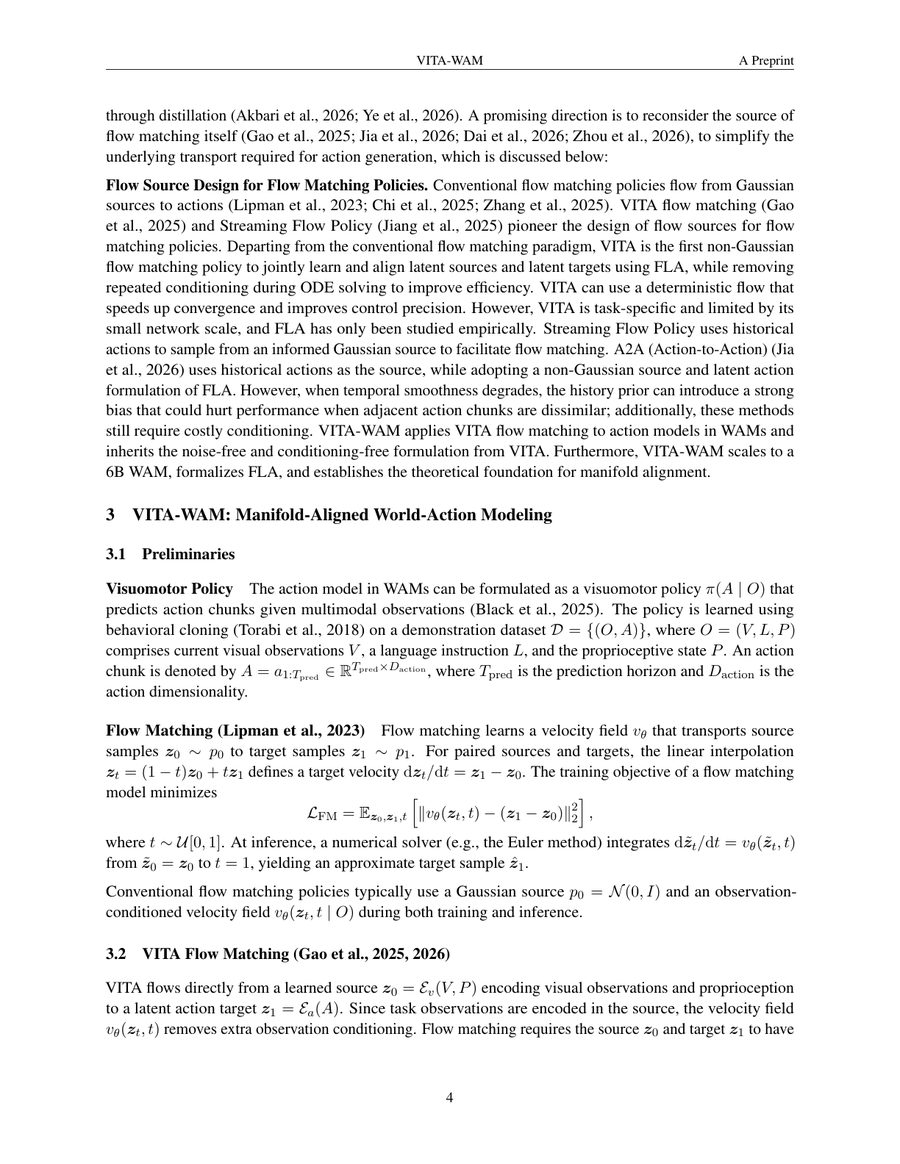 VITA-WAM A Preprint
through distillation (Akbari et al., 2026; Ye et al., 2026). A promising direction is to reconsider the source of
flow matching itself (Gao et al., 2025; Jia et al., 2026; Dai et al., 2026; Zhou et al., 2026), to simplify the
underlying transport required for action generation, which is discussed below:
Flow Source Design for Flow Matching Policies. Conventional flow matching policies flow from Gaussian
sources to actions (Lipman et al., 2023; Chi et al., 2025; Zhang et al., 2025). VITA flow matching (Gao
et al., 2025) and Streaming Flow Policy (Jiang et al., 2025) pioneer the design of flow sources for flow
matching policies. Departing from the conventional flow matching paradigm, VITA is the first non-Gaussian
flow matching policy to jointly learn and align latent sources and latent targets using FLA, while removing
repeated conditioning during ODE solving to improve efficiency. VITA can use a deterministic flow that
speeds up convergence and improves control precision. However, VITA is task-specific and limited by its
small network scale, and FLA has only been studied empirically. Streaming Flow Policy uses historical
actions to sample from an informed Gaussian source to facilitate flow matching. A2A (Action-to-Action) (Jia
et al., 2026) uses historical actions as the source, while adopting a non-Gaussian source and latent action
formulation of FLA. However, when temporal smoothness degrades, the history prior can introduce a strong
bias that could hurt performance when adjacent action chunks are dissimilar; additionally, these methods
still require costly conditioning. VITA-WAM applies VITA flow matching to action models in WAMs and
inherits the noise-free and conditioning-free formulation from VITA. Furthermore, VITA-WAM scales to a
6B WAM, formalizes FLA, and establishes the theoretical foundation for manifold alignment.
3 VITA-WAM: Manifold-Aligned World-Action Modeling
3.1 Preliminaries
Visuomotor Policy The action model in WAMs can be formulated as a visuomotor policy π(A | O) that
predicts action chunks given multimodal observations (Black et al., 2025). The policy is learned using
behavioral cloning (Torabi et al., 2018) on a demonstration dataset 𝒟 = {(O, A)}, where O = (V, L, P)
comprises current visual observations V, a language instruction L, and the proprioceptive state P. An action
chunk is denoted by A = a_{1:T_pred} ∈ ℝ^{T_pred×D_action}, where T_pred is the prediction horizon and D_action is the
action dimensionality.
Flow Matching (Lipman et al., 2023) Flow matching learns a velocity field v_θ that transports source
samples z_0 ∼ p_0 to target samples z_1 ∼ p_1. For paired sources and targets, the linear interpolation
z_t = (1 − t)z_0 + tz_1 defines a target velocity dz_t/dt = z_1 − z_0. The training objective of a flow matching
model minimizes
ℒ_FM = 𝔼_{z_0,z_1,t} [‖v_θ(z_t, t) − (z_1 − z_0)‖_2^2],
where t ∼ 𝒰[0, 1]. At inference, a numerical solver (e.g., the Euler method) integrates dz̃_t/dt = v_θ(z̃_t, t)
from z̃_0 = z_0 to t = 1, yielding an approximate target sample ẑ_1.
Conventional flow matching policies typically use a Gaussian source p_0 = 𝒩(0, I) and an observation-
conditioned velocity field v_θ(z_t, t | O) during both training and inference.
3.2 VITA Flow Matching (Gao et al., 2025, 2026)
VITA flows directly from a learned source z_0 = ℰ_v(V, P) encoding visual observations and proprioception
to a latent action target z_1 = ℰ_a(A). Since task observations are encoded in the source, the velocity field
v_θ(z_t, t) removes extra observation conditioning. Flow matching requires the source z_0 and target z_1 to have
4